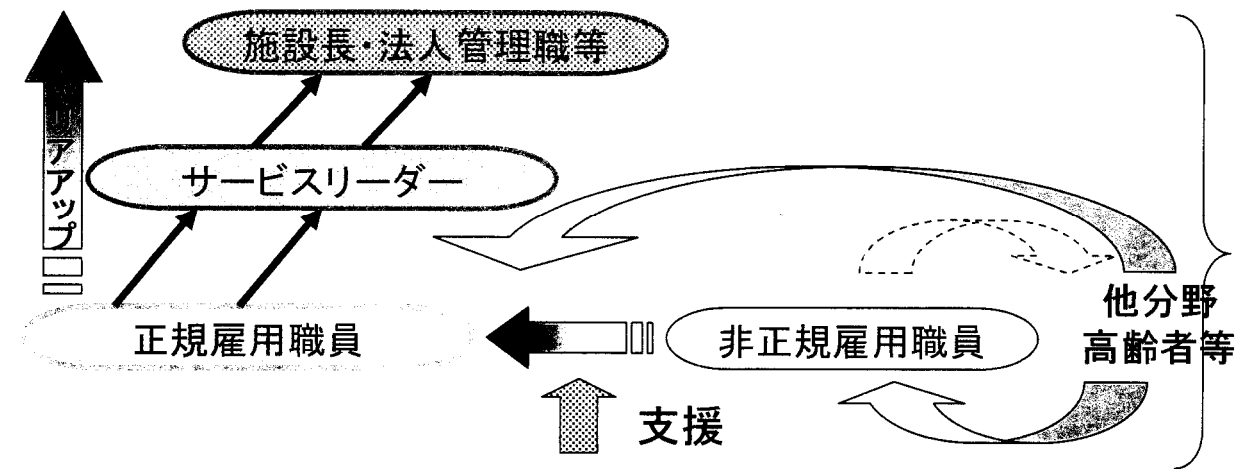 施設長・法人管理職等
アアップ
サービスリーダー
他分野
高齢者等
正規雇用職員
非正規雇用職員
支援